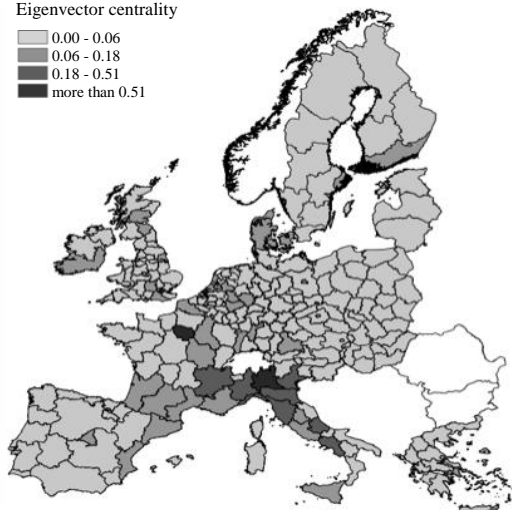 Eigenvector centrality
0.00 - 0.06
0.06 - 0.18
0.18 - 0.51
more than 0.51